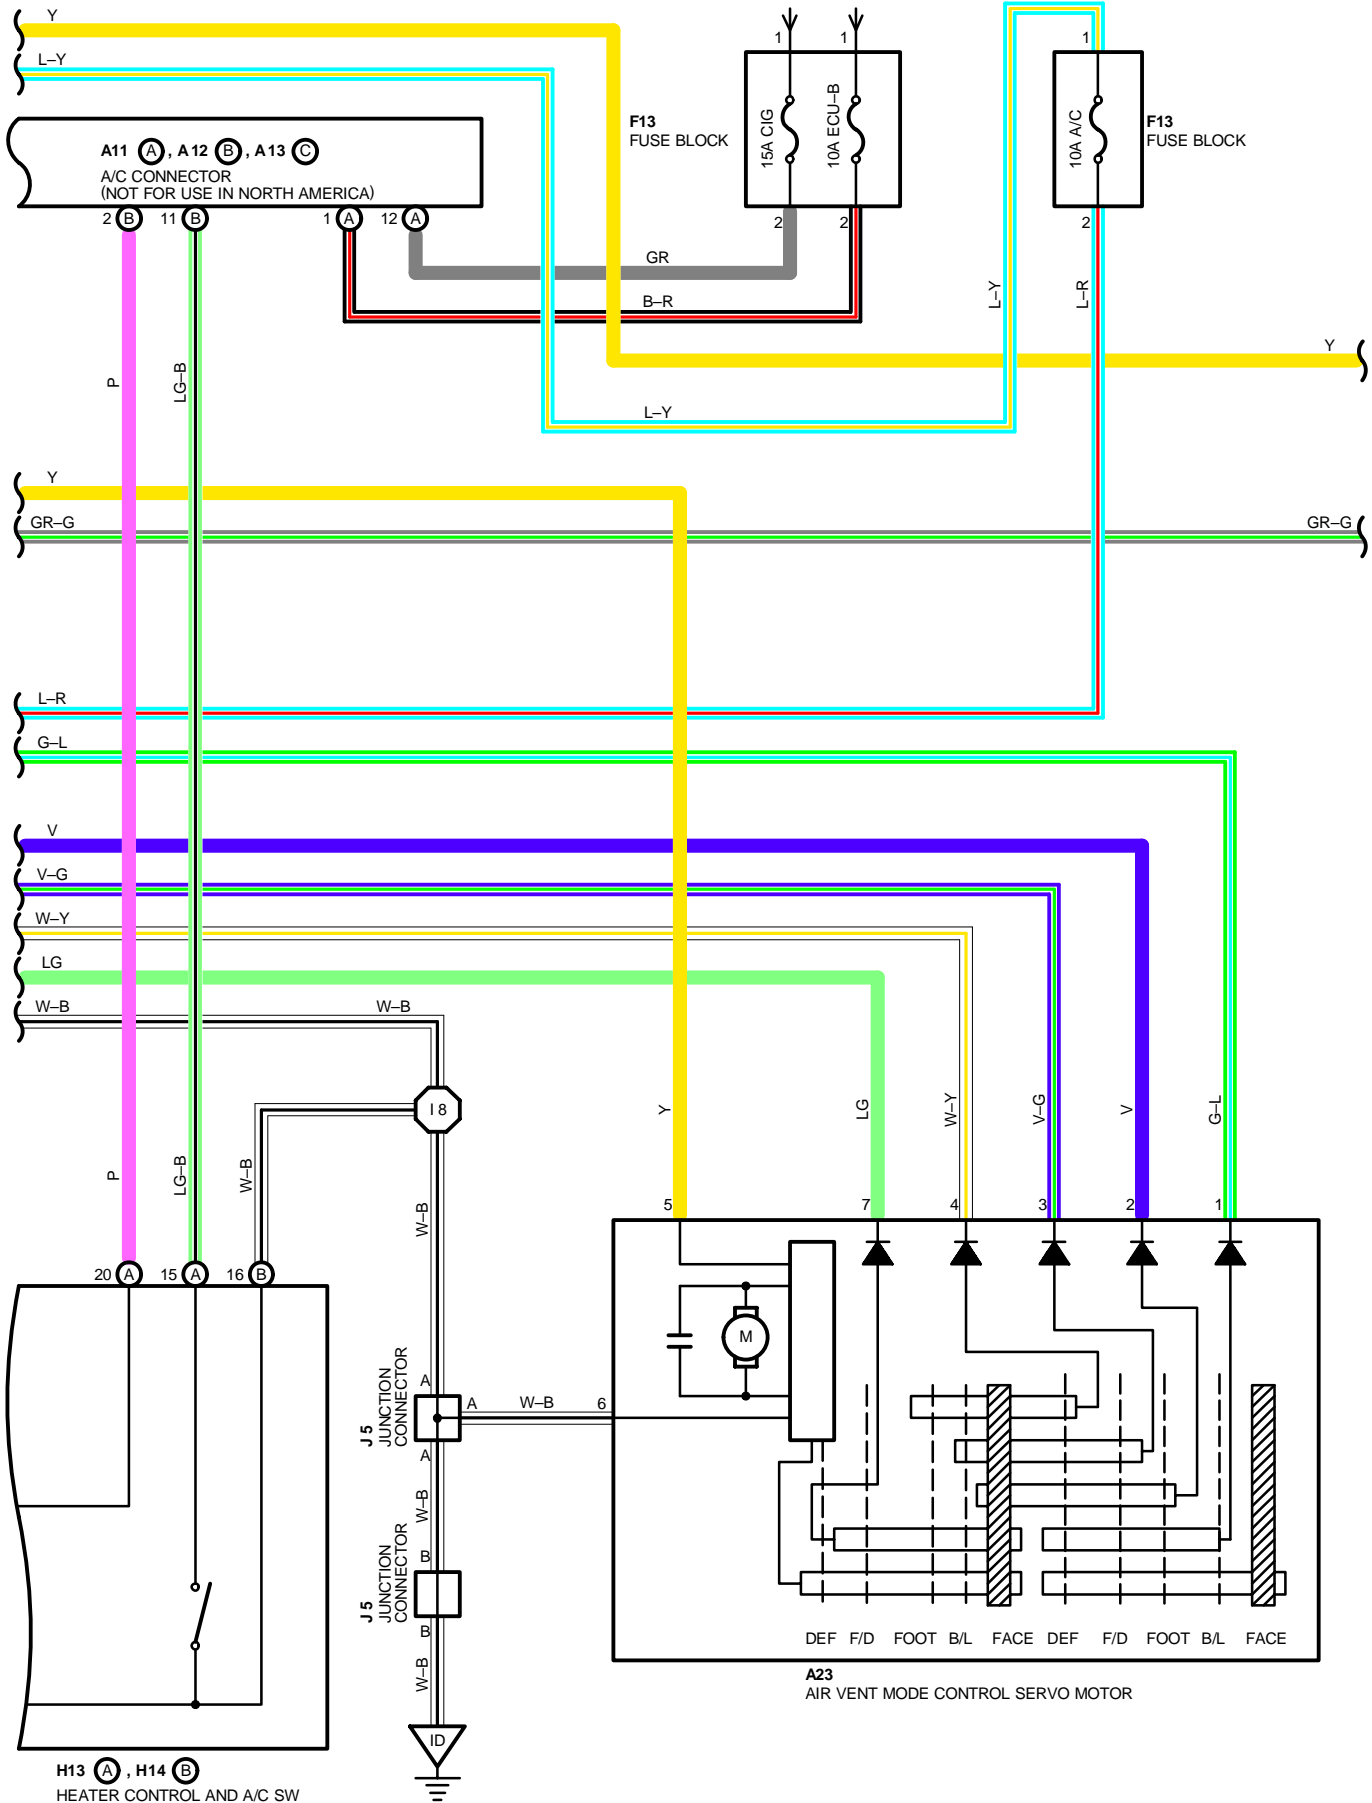 Y
L–Y
1
1
1
F13
FUSE BLOCK
15A CIG
10A ECU–B
10A A/C
F13
FUSE BLOCK
A11 A , A12 B , A13 C
A/C CONNECTOR
(NOT FOR USE IN NORTH AMERICA)
2 B
11 B
1 A
12 A
2
2
2
GR
B–R
L–Y
L–R
Y
P
LG–B
L–Y
Y
GR–G
GR–G
L–R
G–L
V
V–G
W–Y
LG
W–B
W–B
I 8
Y
LG
W–Y
V–G
V
G–L
P
LG–B
W–B
W–B
5
7
4
3
2
1
20 A
15 A
16 B
M
J 5
JUNCTION
CONNECTOR
A
A
W–B
6
A
W–B
J 5
JUNCTION
CONNECTOR
B
B
W–B
DEF
F/D
FOOT
B/L
FACE
DEF
F/D
FOOT
B/L
FACE
A23
AIR VENT MODE CONTROL SERVO MOTOR
ID
H13 A , H14 B
HEATER CONTROL AND A/C SW